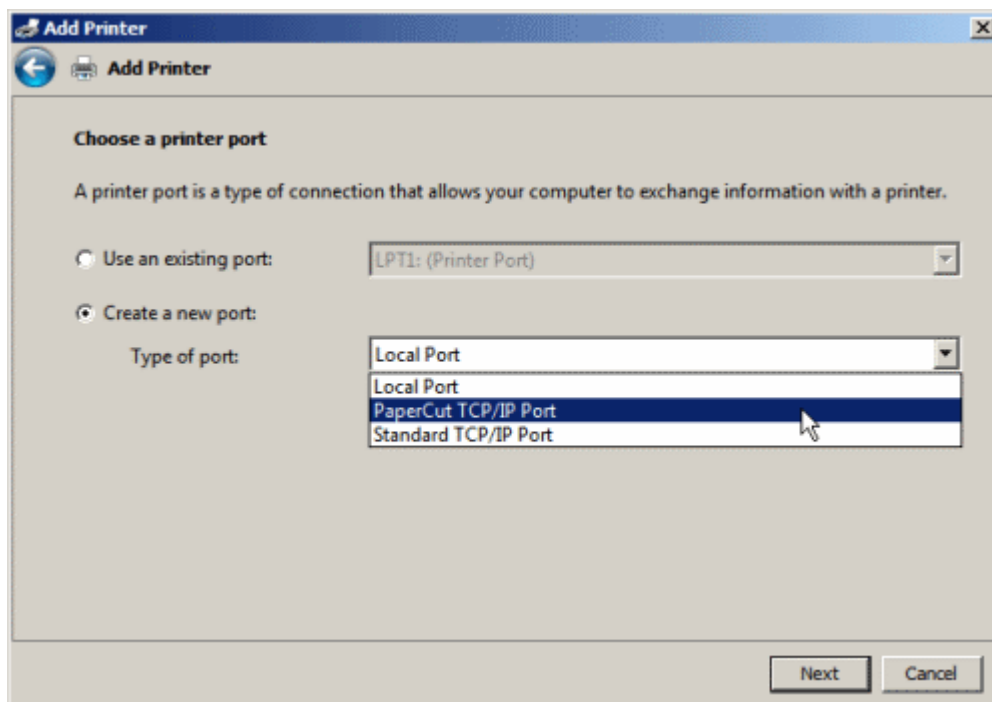 Add Printer
Add Printer
Choose a printer port
A printer port is a type of connection that allows your computer to exchange information with a printer.
Use an existing port: LPT1: (Printer Port)
Create a new port:
Type of port: Local Port
Local Port
PaperCut TCP/IP Port
Standard TCP/IP Port
Next Cancel